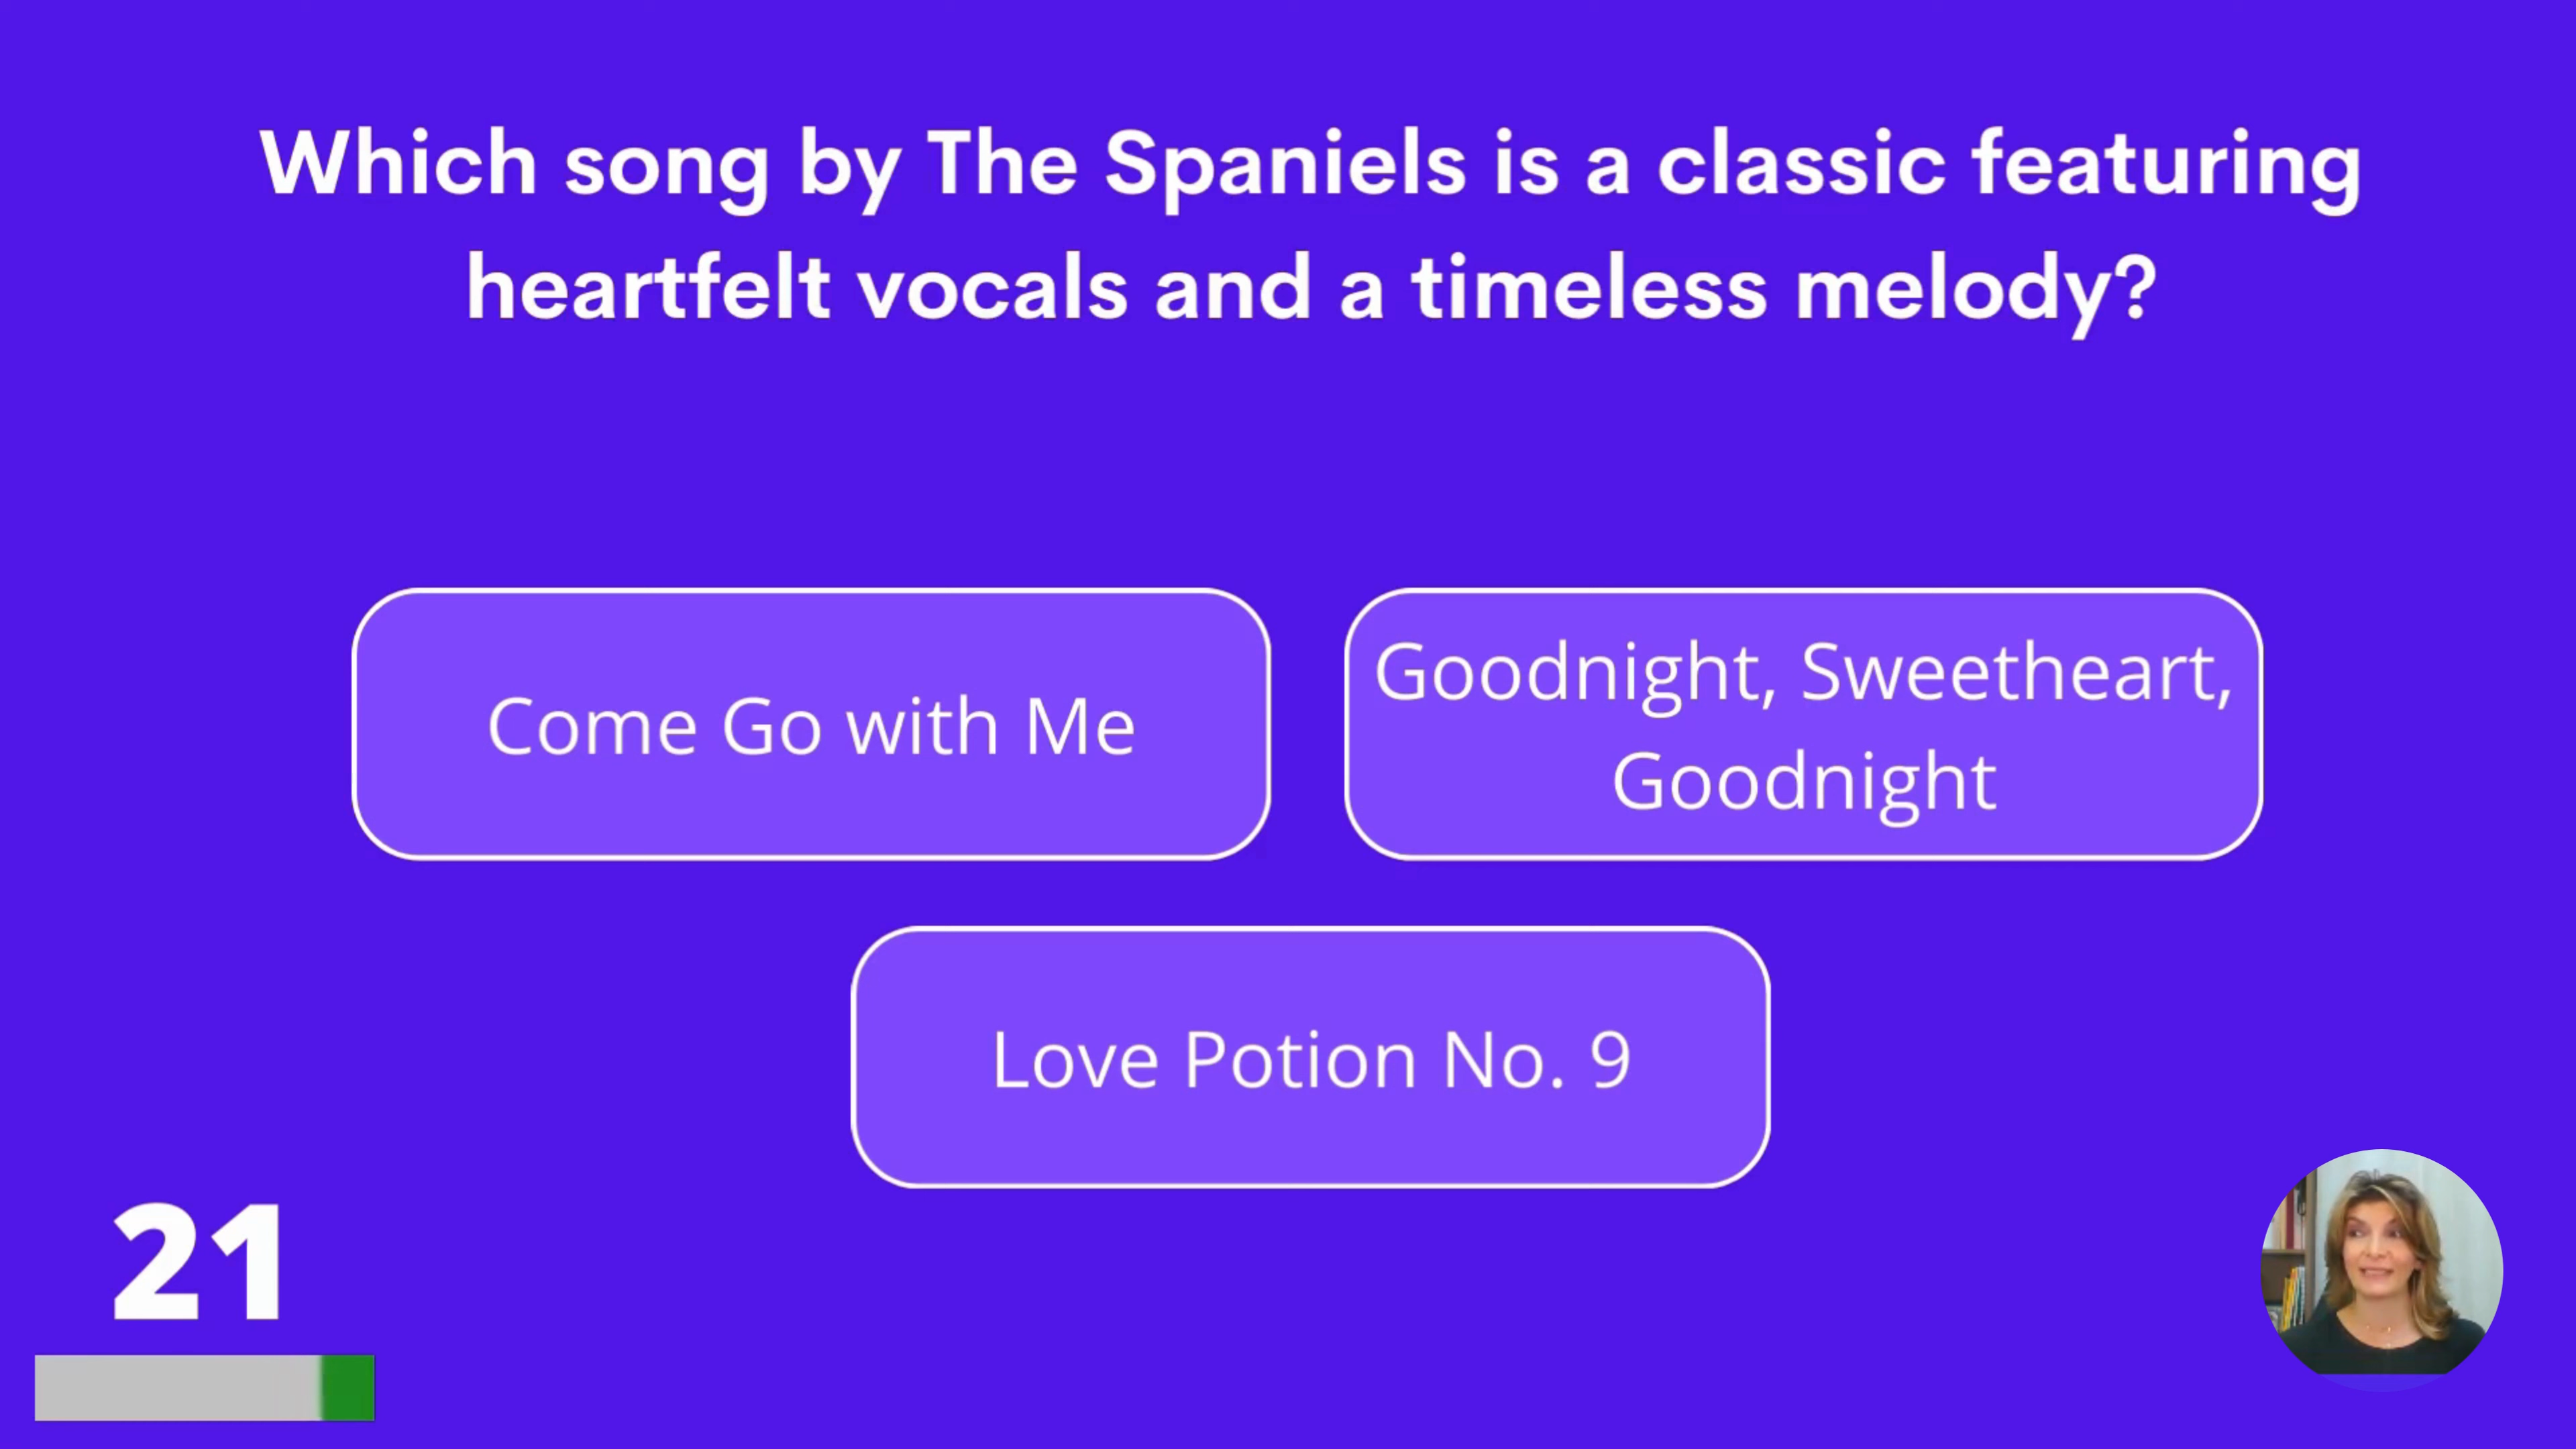 Which song by The Spaniels is a classic featuring
heartfelt vocals and a timeless melody?
Come Go with Me
Goodnight, Sweetheart,
Goodnight
Love Potion No. 9
21